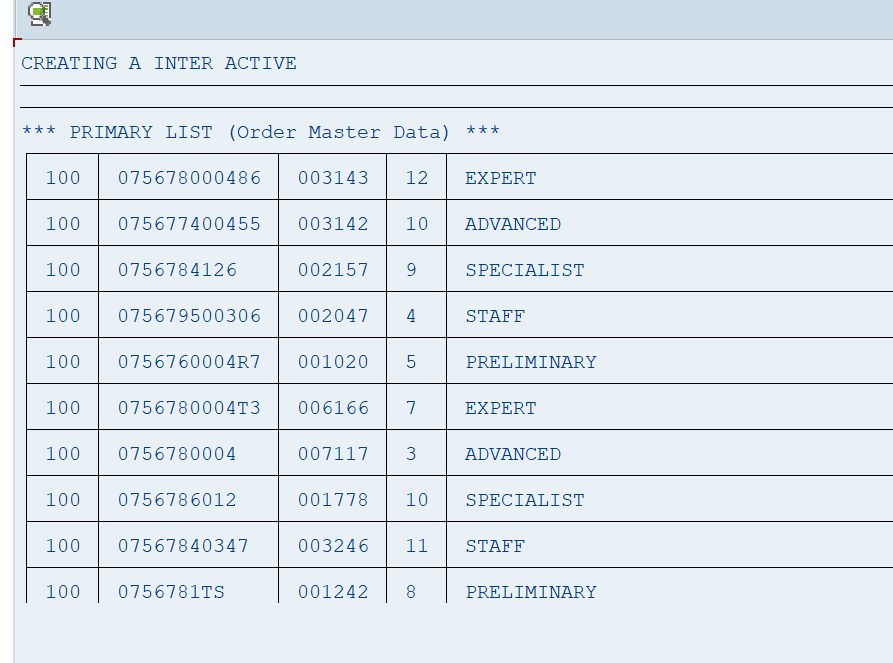 CREATING A INTER ACTIVE
*** PRIMARY LIST (Order Master Data) ***
100 075678000486 003143 12 EXPERT
100 075677400455 003142 10 ADVANCED
100 0756784126 002157 9 SPECIALIST
100 075679500306 002047 4 STAFF
100 0756760004R7 001020 5 PRELIMINARY
100 0756780004T3 006166 7 EXPERT
100 0756780004 007117 3 ADVANCED
100 0756786012 001778 10 SPECIALIST
100 07567840347 003246 11 STAFF
100 0756781TS 001242 8 PRELIMINARY